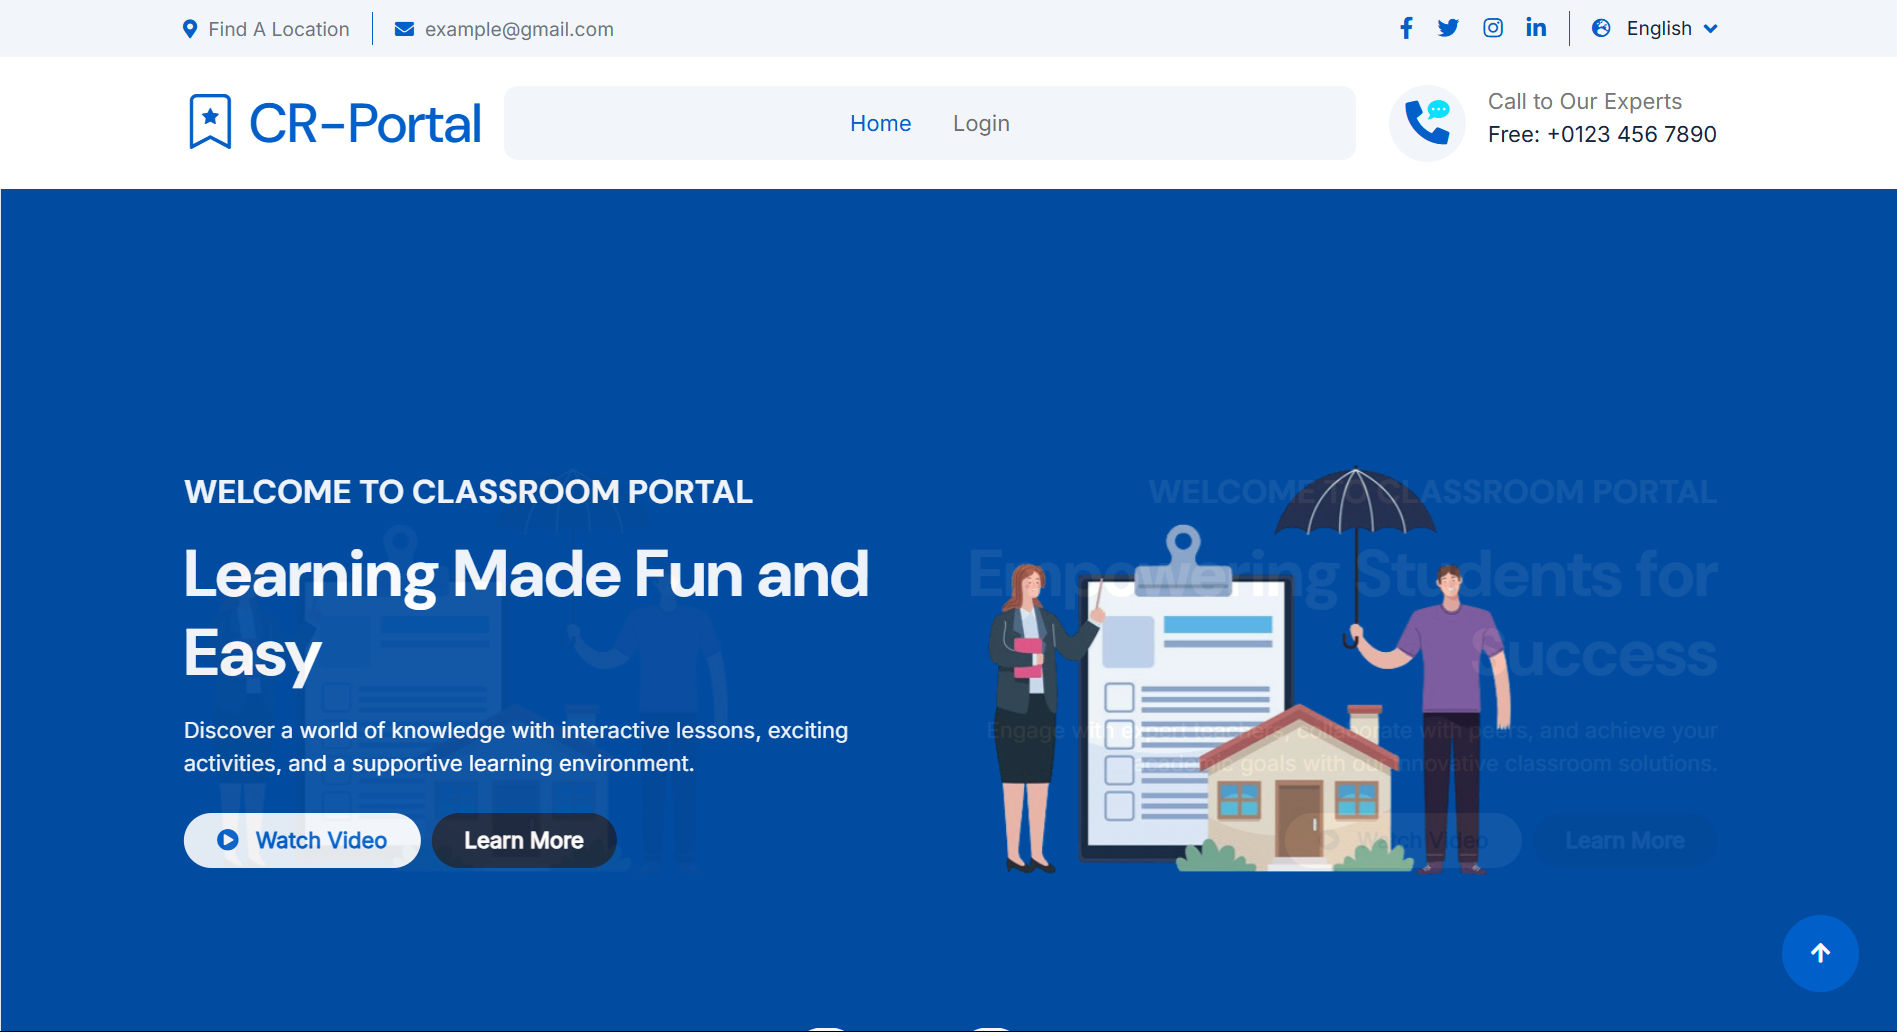 Find A Location
example@gmail.com
English
CR-Portal
Home
Login
Call to Our Experts
Free: +0123 456 7890
WELCOME TO CLASSROOM PORTAL
Learning Made Fun and
Easy
Discover a world of knowledge with interactive lessons, exciting
activities, and a supportive learning environment.
Watch Video
Learn More
WELCOME TO CLASSROOM PORTAL
Empowering Students for
Success
Engage with expert teachers, collaborate with peers, and achieve your
academic goals with our innovative classroom solutions.
Watch Video
Learn More